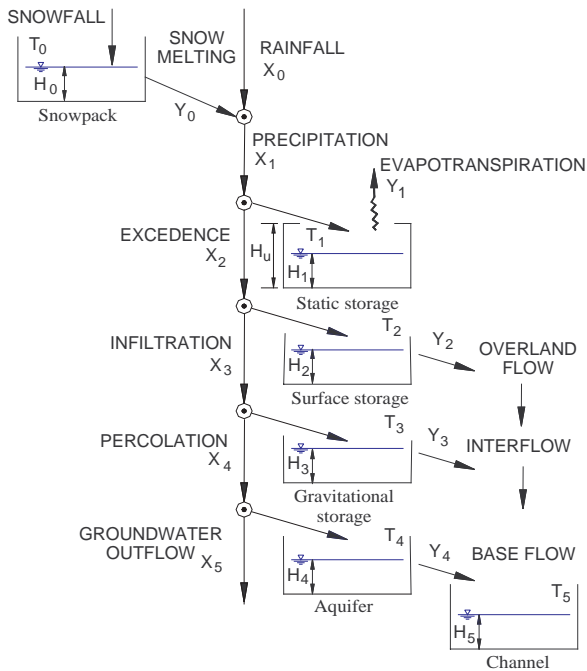 SNOWFALL
T0
H0
Snowpack
SNOW
MELTING
Y0
RAINFALL
X0
PRECIPITATION
X1
EVAPOTRANSPIRATION
Y1
EXCEDENCE
X2
Hu
T1
H1
Static storage
INFILTRATION
X3
T2
H2
Surface storage
Y2
OVERLAND
FLOW
PERCOLATION
X4
T3
H3
Gravitational
storage
Y3
INTERFLOW
GROUNDWATER
OUTFLOW
X5
T4
H4
Aquifer
Y4
BASE FLOW
T5
H5
Channel